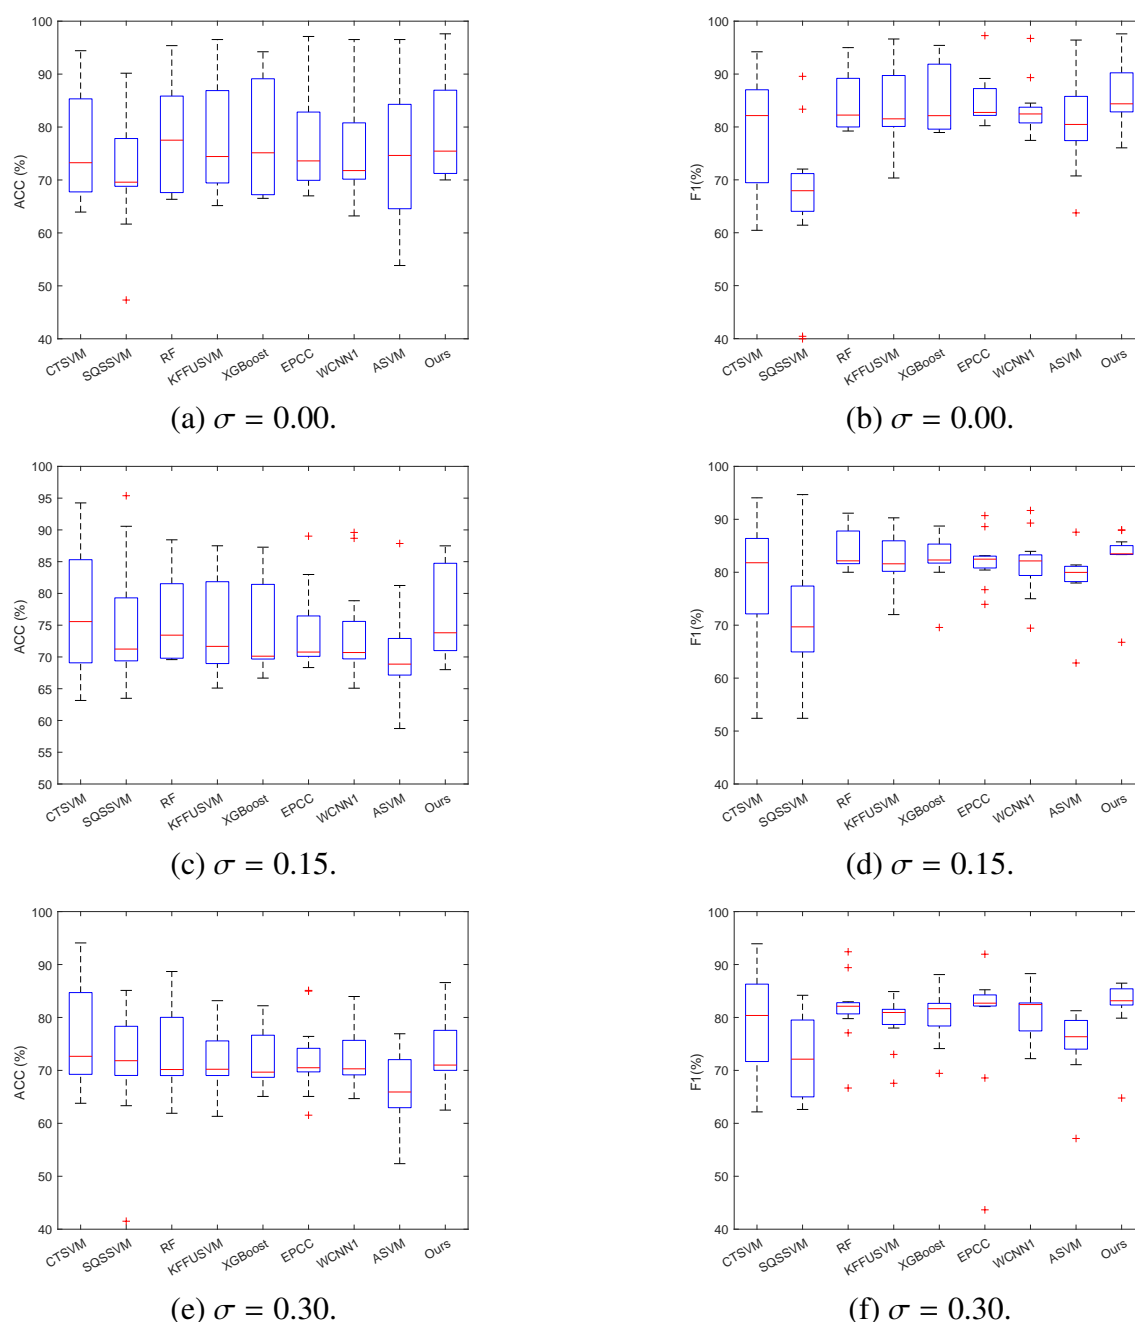 100
90
80
70
60
50
40
ACC (%)
CTSVM
SQSSVM
RF
KFFUSVM
XGBoost
EPCC
WCNN1
ASVM
Ours
(a) σ = 0.00.
100
90
80
70
60
50
40
F1(%)
CTSVM
SQSSVM
RF
KFFUSVM
XGBoost
EPCC
WCNN1
ASVM
Ours
(b) σ = 0.00.
100
95
90
85
80
75
70
65
60
55
50
ACC (%)
CTSVM
SQSSVM
RF
KFFUSVM
XGBoost
EPCC
WCNN1
ASVM
Ours
(c) σ = 0.15.
100
90
80
70
60
50
40
F1(%)
CTSVM
SQSSVM
RF
KFFUSVM
XGBoost
EPCC
WCNN1
ASVM
Ours
(d) σ = 0.15.
100
90
80
70
60
50
40
ACC (%)
CTSVM
SQSSVM
RF
KFFUSVM
XGBoost
EPCC
WCNN1
ASVM
Ours
(e) σ = 0.30.
100
90
80
70
60
50
40
F1(%)
CTSVM
SQSSVM
RF
KFFUSVM
XGBoost
EPCC
WCNN1
ASVM
Ours
(f) σ = 0.30.